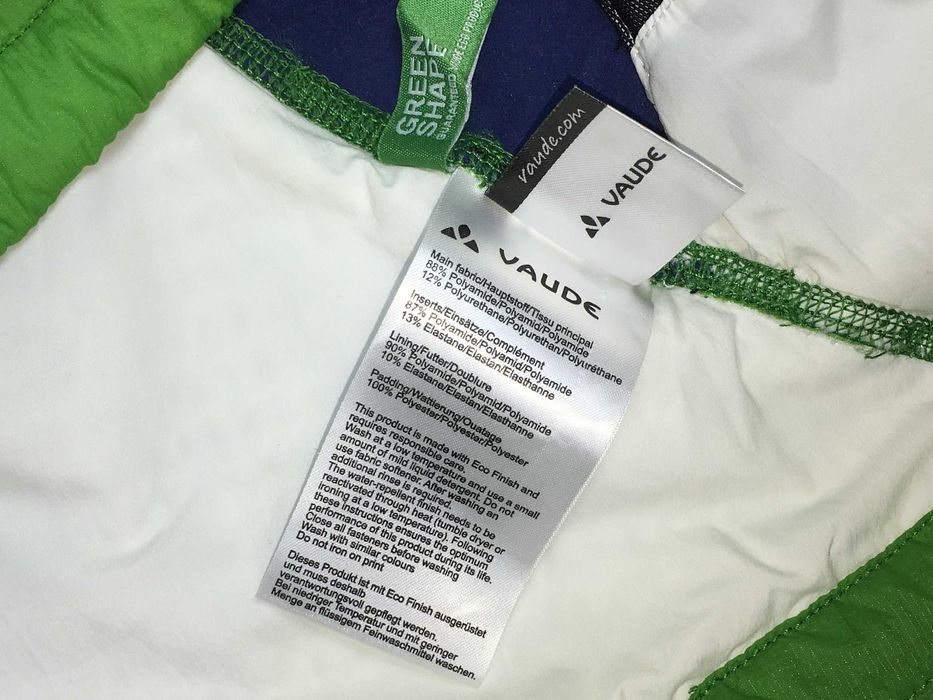 GREEN
SHAPE
GUARANTEED
vaude.com
VAUDE
VAUDE
Main fabric/Hauptstoff/Tissu principal
88% Polyamide/Polyamid/Polyamide
12% Polyurethane/Polyurethan/Polyuréthane
Inserts/Einsätze/Complément
87% Polyamide/Polyamid/Polyamide
13% Elastane/Elastan/Elasthanne
Lining/Futter/Doublure
90% Polyamide/Polyamid/Polyamide
10% Elastane/Elastan/Elasthanne
Padding/Wattierung/Ouatage
100% Polyester/Polyester/Polyester
This product is made with Eco Finish and
requires responsible care.
Wash at a low temperature and use a small
amount of mild liquid detergent. Do not
use fabric softener. After washing an
additional rinse is required.
The water-repellent finish needs to be
reactivated through heat (tumble dryer or
ironing at a low temperature). Following
these instructions ensures the optimum
performance of this product during its life.
Close all fasteners before washing
Wash with similar colours
Do not iron on print
Dieses Produkt ist mit Eco Finish ausgerüstet
und muss deshalb
verantwortungsvoll gepflegt werden.
Bei niedriger Temperatur und mit geringer
Menge an flüssigem Feinwaschmittel waschen.